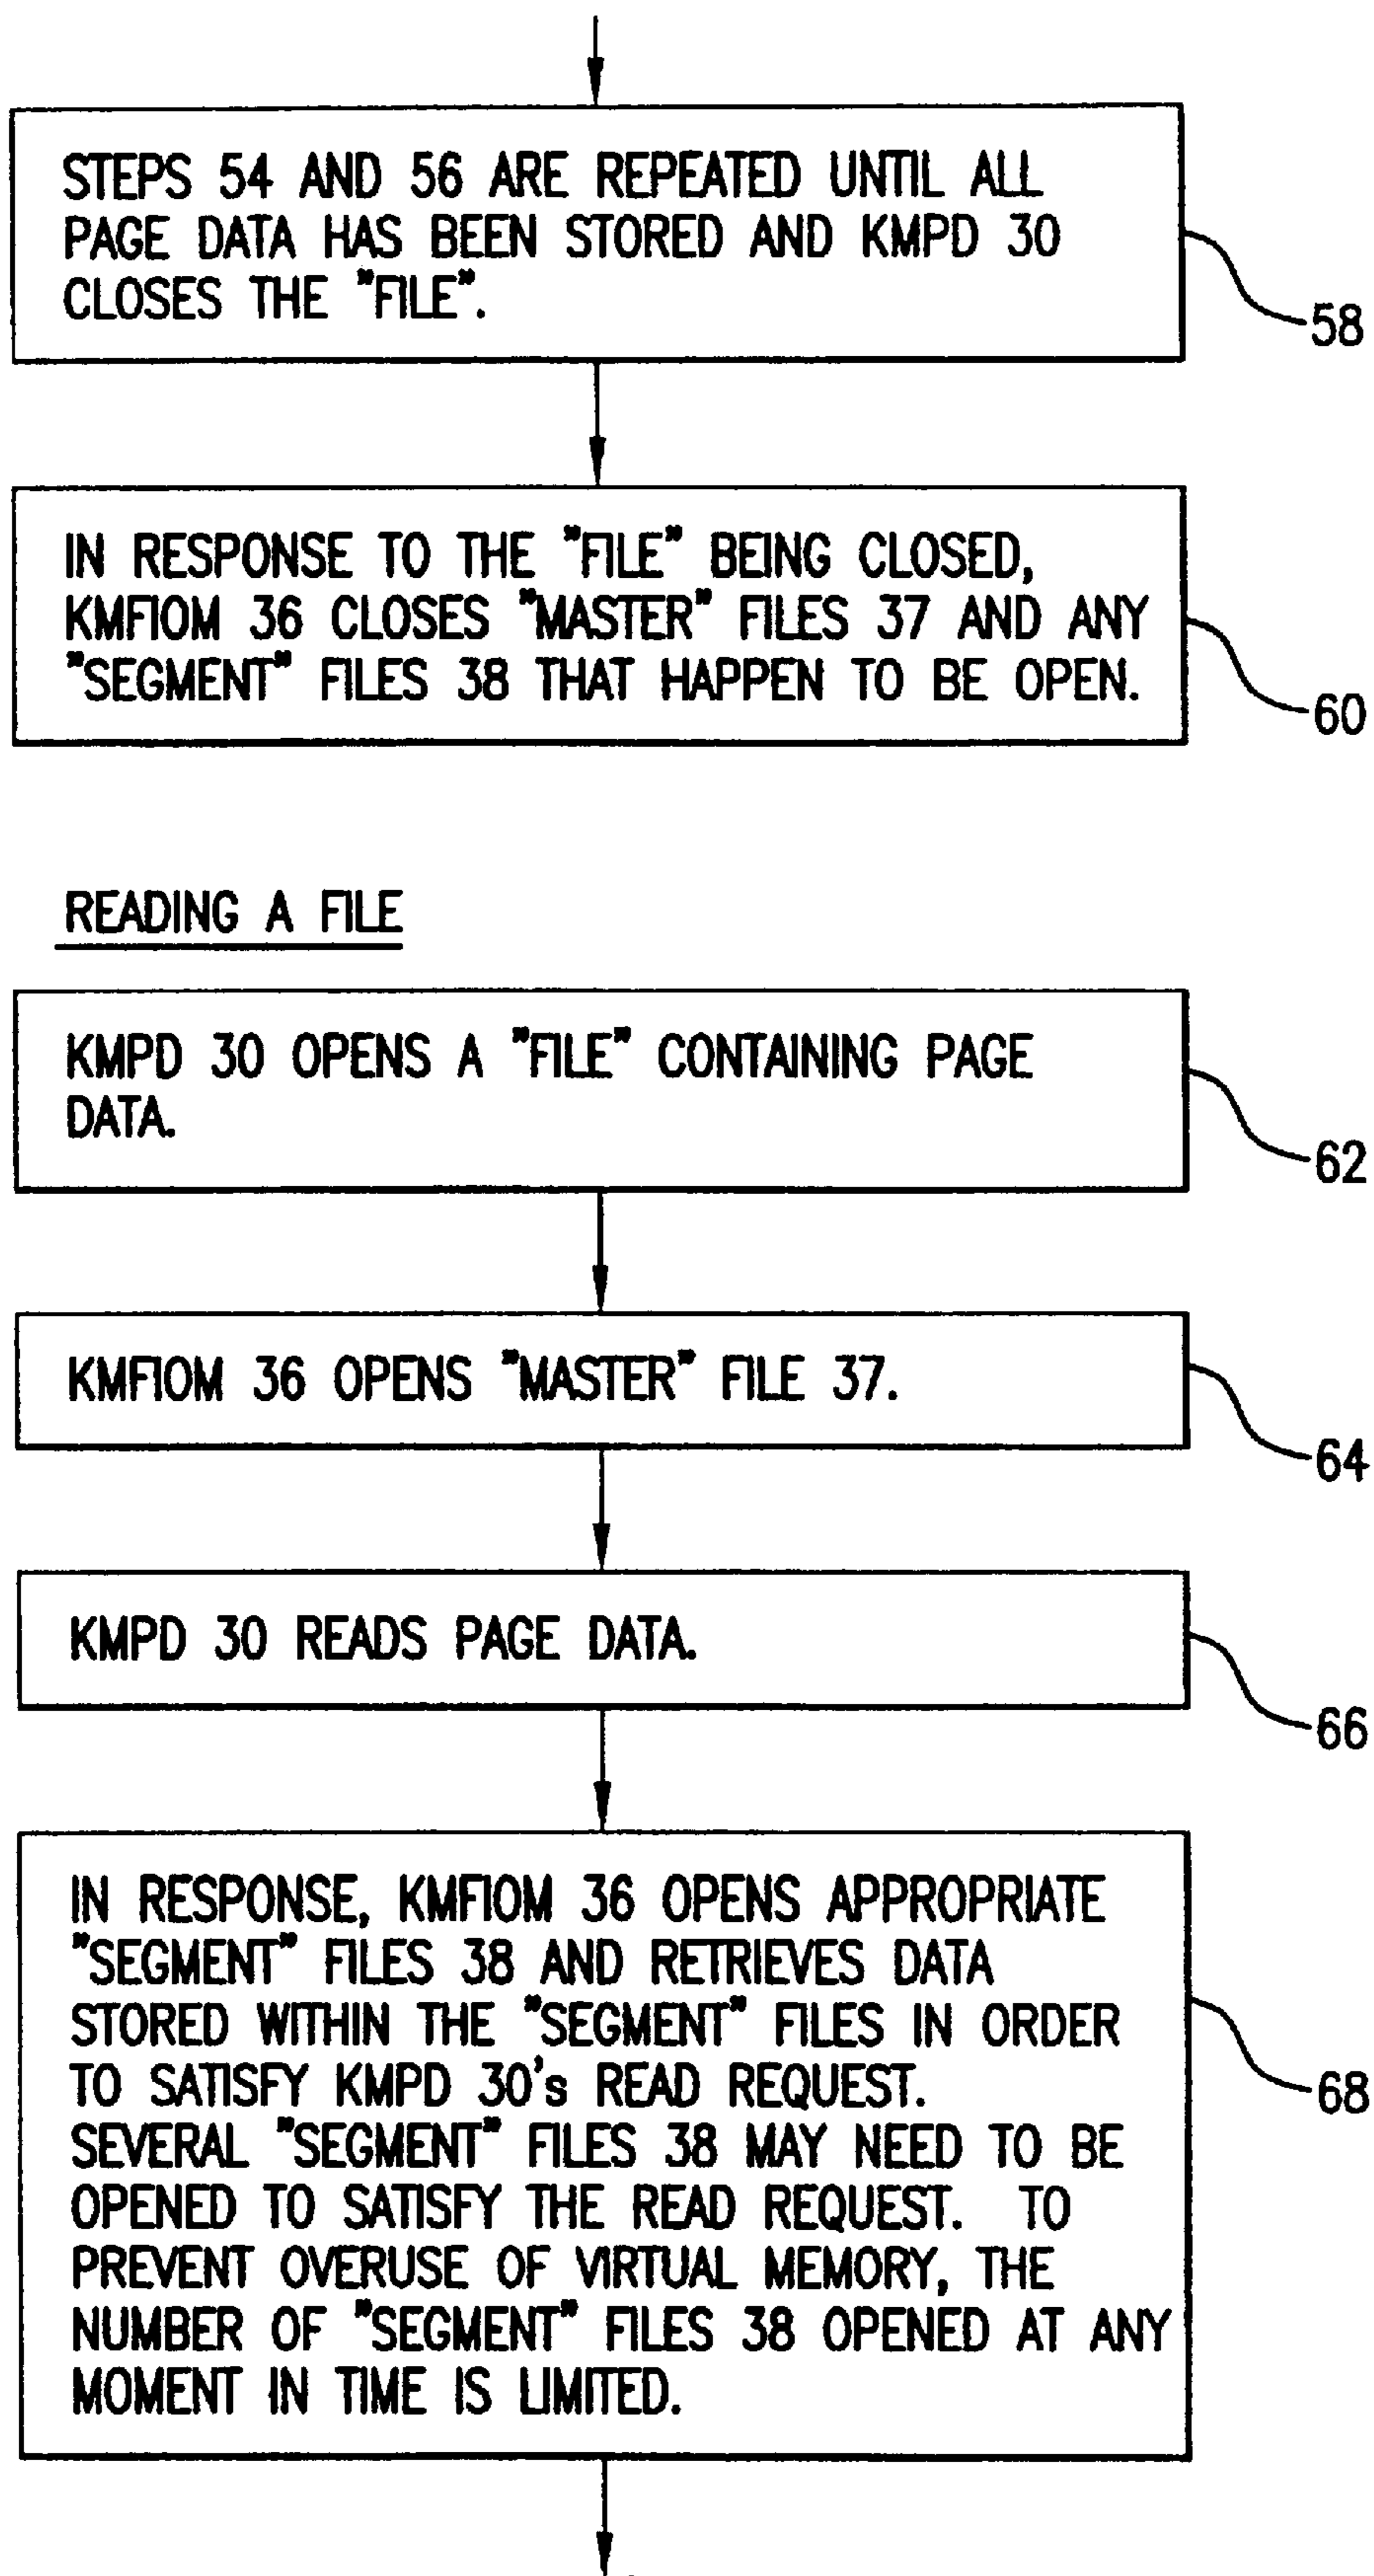 STEPS 54 AND 56 ARE REPEATED UNTIL ALL
PAGE DATA HAS BEEN STORED AND KMPD 30
CLOSES THE "FILE".
58
IN RESPONSE TO THE "FILE" BEING CLOSED,
KMFIOM 36 CLOSES "MASTER" FILES 37 AND ANY
"SEGMENT" FILES 38 THAT HAPPEN TO BE OPEN.
60
READING A FILE
KMPD 30 OPENS A "FILE" CONTAINING PAGE
DATA.
62
KMFIOM 36 OPENS "MASTER" FILE 37.
64
KMPD 30 READS PAGE DATA.
66
IN RESPONSE, KMFIOM 36 OPENS APPROPRIATE
"SEGMENT" FILES 38 AND RETRIEVES DATA
STORED WITHIN THE "SEGMENT" FILES IN ORDER
TO SATISFY KMPD 30's READ REQUEST.
SEVERAL "SEGMENT" FILES 38 MAY NEED TO BE
OPENED TO SATISFY THE READ REQUEST. TO
PREVENT OVERUSE OF VIRTUAL MEMORY, THE
NUMBER OF "SEGMENT" FILES 38 OPENED AT ANY
MOMENT IN TIME IS LIMITED.
68